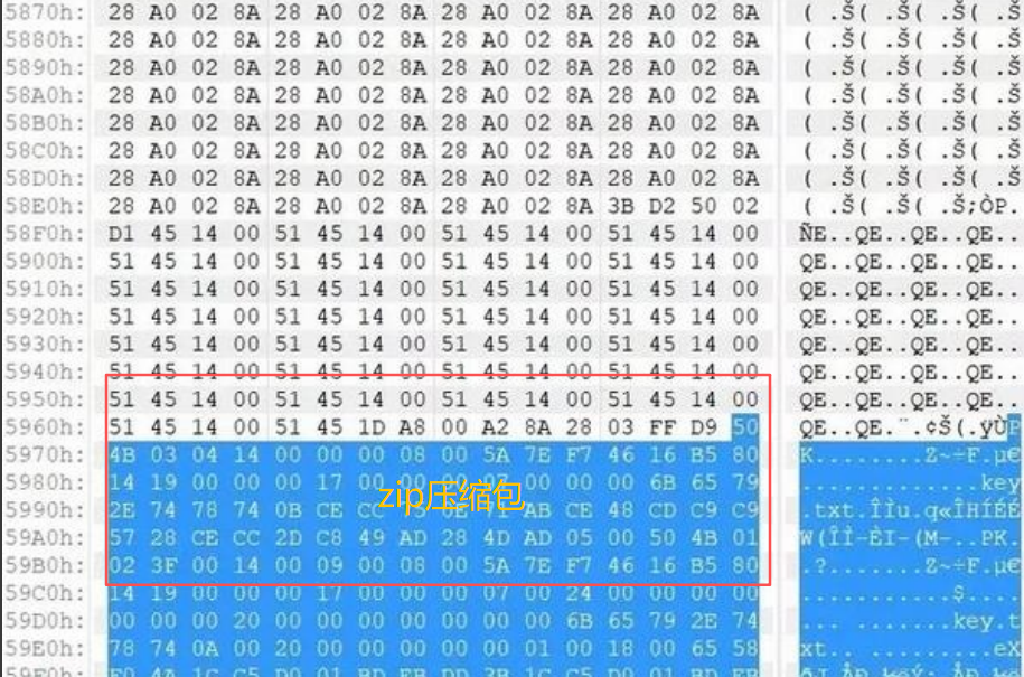 5870h: 28 A0 02 8A 28 A0 02 8A 28 A0 02 8A 28 A0 02 8A ( .Š( .Š( .Š( .Š
5880h: 28 A0 02 8A 28 A0 02 8A 28 A0 02 8A 28 A0 02 8A ( .Š( .Š( .Š( .Š
5890h: 28 A0 02 8A 28 A0 02 8A 28 A0 02 8A 28 A0 02 8A ( .Š( .Š( .Š( .Š
58A0h: 28 A0 02 8A 28 A0 02 8A 28 A0 02 8A 28 A0 02 8A ( .Š( .Š( .Š( .Š
58B0h: 28 A0 02 8A 28 A0 02 8A 28 A0 02 8A 28 A0 02 8A ( .Š( .Š( .Š( .Š
58C0h: 28 A0 02 8A 28 A0 02 8A 28 A0 02 8A 28 A0 02 8A ( .Š( .Š( .Š( .Š
58D0h: 28 A0 02 8A 28 A0 02 8A 28 A0 02 8A 28 A0 02 8A ( .Š( .Š( .Š( .Š
58E0h: 28 A0 02 8A 28 A0 02 8A 28 A0 02 8A 3B D2 50 02 ( .Š( .Š( .Š;ÒP.
58F0h: D1 45 14 00 51 45 14 00 51 45 14 00 51 45 14 00 ÑE..QE..QE..QE..
5900h: 51 45 14 00 51 45 14 00 51 45 14 00 51 45 14 00 QE..QE..QE..QE..
5910h: 51 45 14 00 51 45 14 00 51 45 14 00 51 45 14 00 QE..QE..QE..QE..
5920h: 51 45 14 00 51 45 14 00 51 45 14 00 51 45 14 00 QE..QE..QE..QE..
5930h: 51 45 14 00 51 45 14 00 51 45 14 00 51 45 14 00 QE..QE..QE..QE..
5940h: 51 45 14 00 51 45 14 00 51 45 14 00 51 45 14 00 QE..QE..QE..QE..
5950h: 51 45 14 00 51 45 14 00 51 45 14 00 51 45 14 00 QE..QE..QE..QE..
5960h: 51 45 14 00 51 45 1D A8 00 A2 8A 28 03 FF D9 50 QE..QE.¨.¢Š(.ÿÙP
5970h: 4B 03 04 14 00 00 00 08 00 5A 7E F7 46 16 B5 80 K........Z~÷F.µ€
5980h: 14 19 00 00 00 17 00 00 00 00 00 6B 65 79 .............key
zip压缩包
5990h: 2E 74 78 74 0B CE CC AB CE 48 CD C9 C9 .txt.ÎÌu.q«ÎHÍÉÉ
59A0h: 57 28 CE CC 2D C8 49 AD 28 4D AD 05 00 50 4B 01 W(ÎÌ-ÈI-(M-..PK.
59B0h: 02 3F 00 14 00 09 00 08 00 5A 7E F7 46 16 B5 80 .?.......Z~÷F.µ€
59C0h: 14 19 00 00 00 17 00 00 00 07 00 24 00 00 00 00 ...........$....
59D0h: 00 00 00 20 00 00 00 00 00 00 00 6B 65 79 2E 74 ... .......key.t
59E0h: 78 74 0A 00 20 00 00 00 00 00 01 00 18 00 65 58 xt.. .........eX